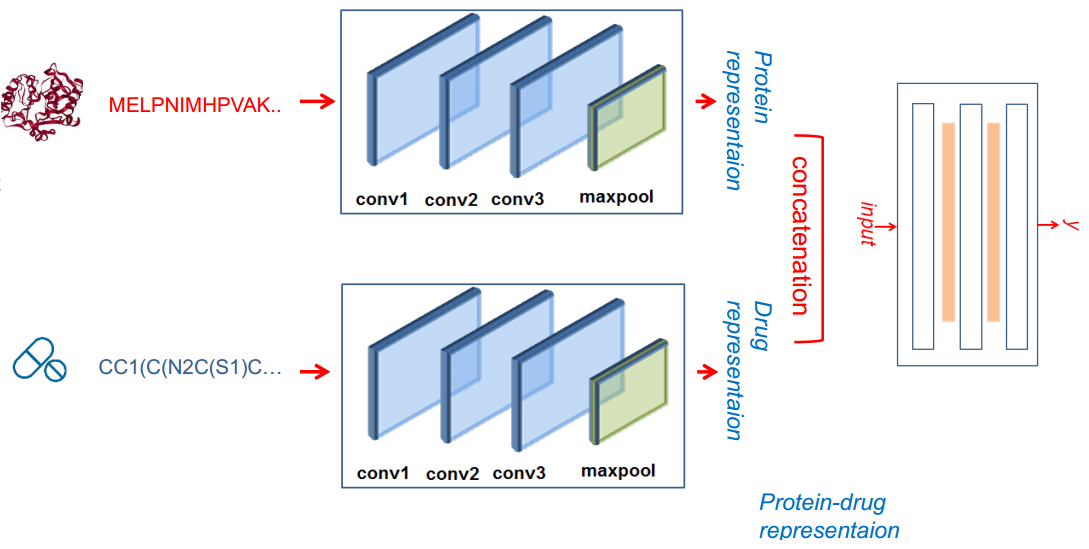 MELPNIMHPVAK..
conv1
conv2
conv3
maxpool
Protein
representaion
CC1(C(N2C(S1)C...
conv1
conv2
conv3
maxpool
Drug
representaion
concatenation
input
y
Protein-drug
representaion